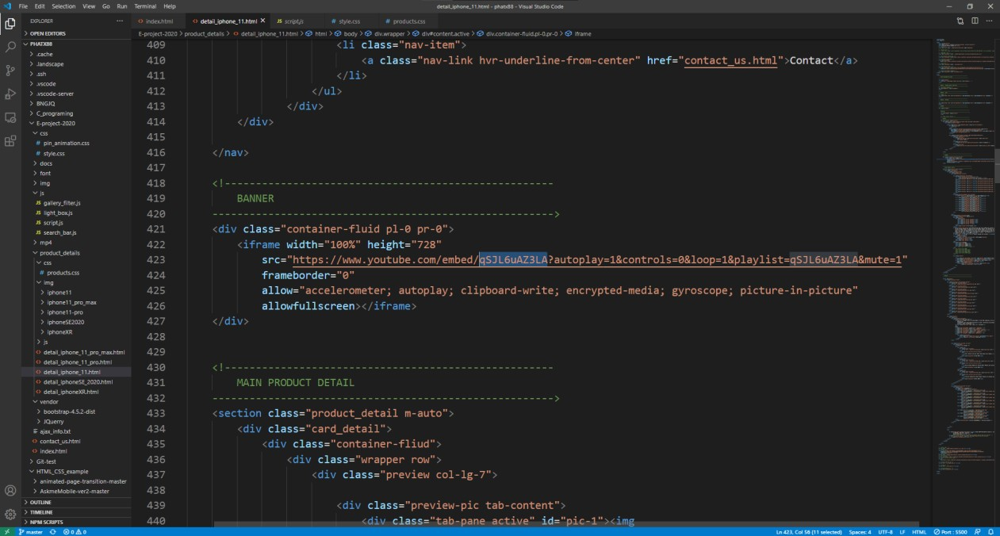 File Edit Selection View Go Run Terminal Help
detail_iphone_11.html - phatx88 - Visual Studio Code
EXPLORER ···
<> index.html <> detail_iphone_11.html × JS script.js # style.css # products.css
OPEN EDITORS
E-project-2020 > product_details > <> detail_iphone_11.html > html > body > div.wrapper > div#content.active > div.container-fluid.pl-0.pr-0 > iframe
PHATX88
.cache
.landscape
.ssh
.vscode
.vscode-server
BNGJQ
C_programing
E-project-2020
css
# pin_animation.css
# style.css
docs
font
img
js
JS gallery_filter.js
JS light_box.js
JS script.js
JS search_bar.js
mp4
product_details
css
# products.css
img
iphone11
iphone11_pro_max
iphone11-pro
iphoneSE2020
iphoneXR
js
<> detail_iphone_11_pro_max.html
<> detail_iphone_11_pro.html
<> detail_iphone_11.html
<> detail_iphoneSE_2020.html
<> detail_iphoneXR.html
vendor
bootstrap-4.5.2-dist
JQuerry
ajax_info.txt
<> contact_us.html
<> index.html
Git-test
HTML_CSS_example
animated-page-transition-master
AskmeMobile-ver2-master
OUTLINE
TIMELINE
NPM SCRIPTS
409 <li class="nav-item">
410 <a class="nav-link hvr-underline-from-center" href="contact_us.html">Contact</a>
411 </li>
412 </ul>
413 </div>
414 </div>
415
416 </nav>
417
418 <!------------------------------------------------------
419 BANNER
420 ------------------------------------------------------->
421 <div class="container-fluid pl-0 pr-0">
422 <iframe width="100%" height="728"
423 src="https://www.youtube.com/embed/qSJL6uAZ3LA?autoplay=1&controls=0&loop=1&playlist=qSJL6uAZ3LA&mute=1"
424 frameborder="0"
425 allow="accelerometer; autoplay; clipboard-write; encrypted-media; gyroscope; picture-in-picture"
426 allowfullscreen></iframe>
427 </div>
428
429
430 <!------------------------------------------------------
431 MAIN PRODUCT DETAIL
432 ------------------------------------------------------->
433 <section class="product_detail m-auto">
434 <div class="card_detail">
435 <div class="container-fliud">
436 <div class="wrapper row">
437 <div class="preview col-lg-7">
438
439 <div class="preview-pic tab-content">
440 <div class="tab-pane active" id="pic-1"><img
master 0 0 Ln 423, Col 56 (11 selected) Spaces: 4 UTF-8 LF HTML Port : 5500